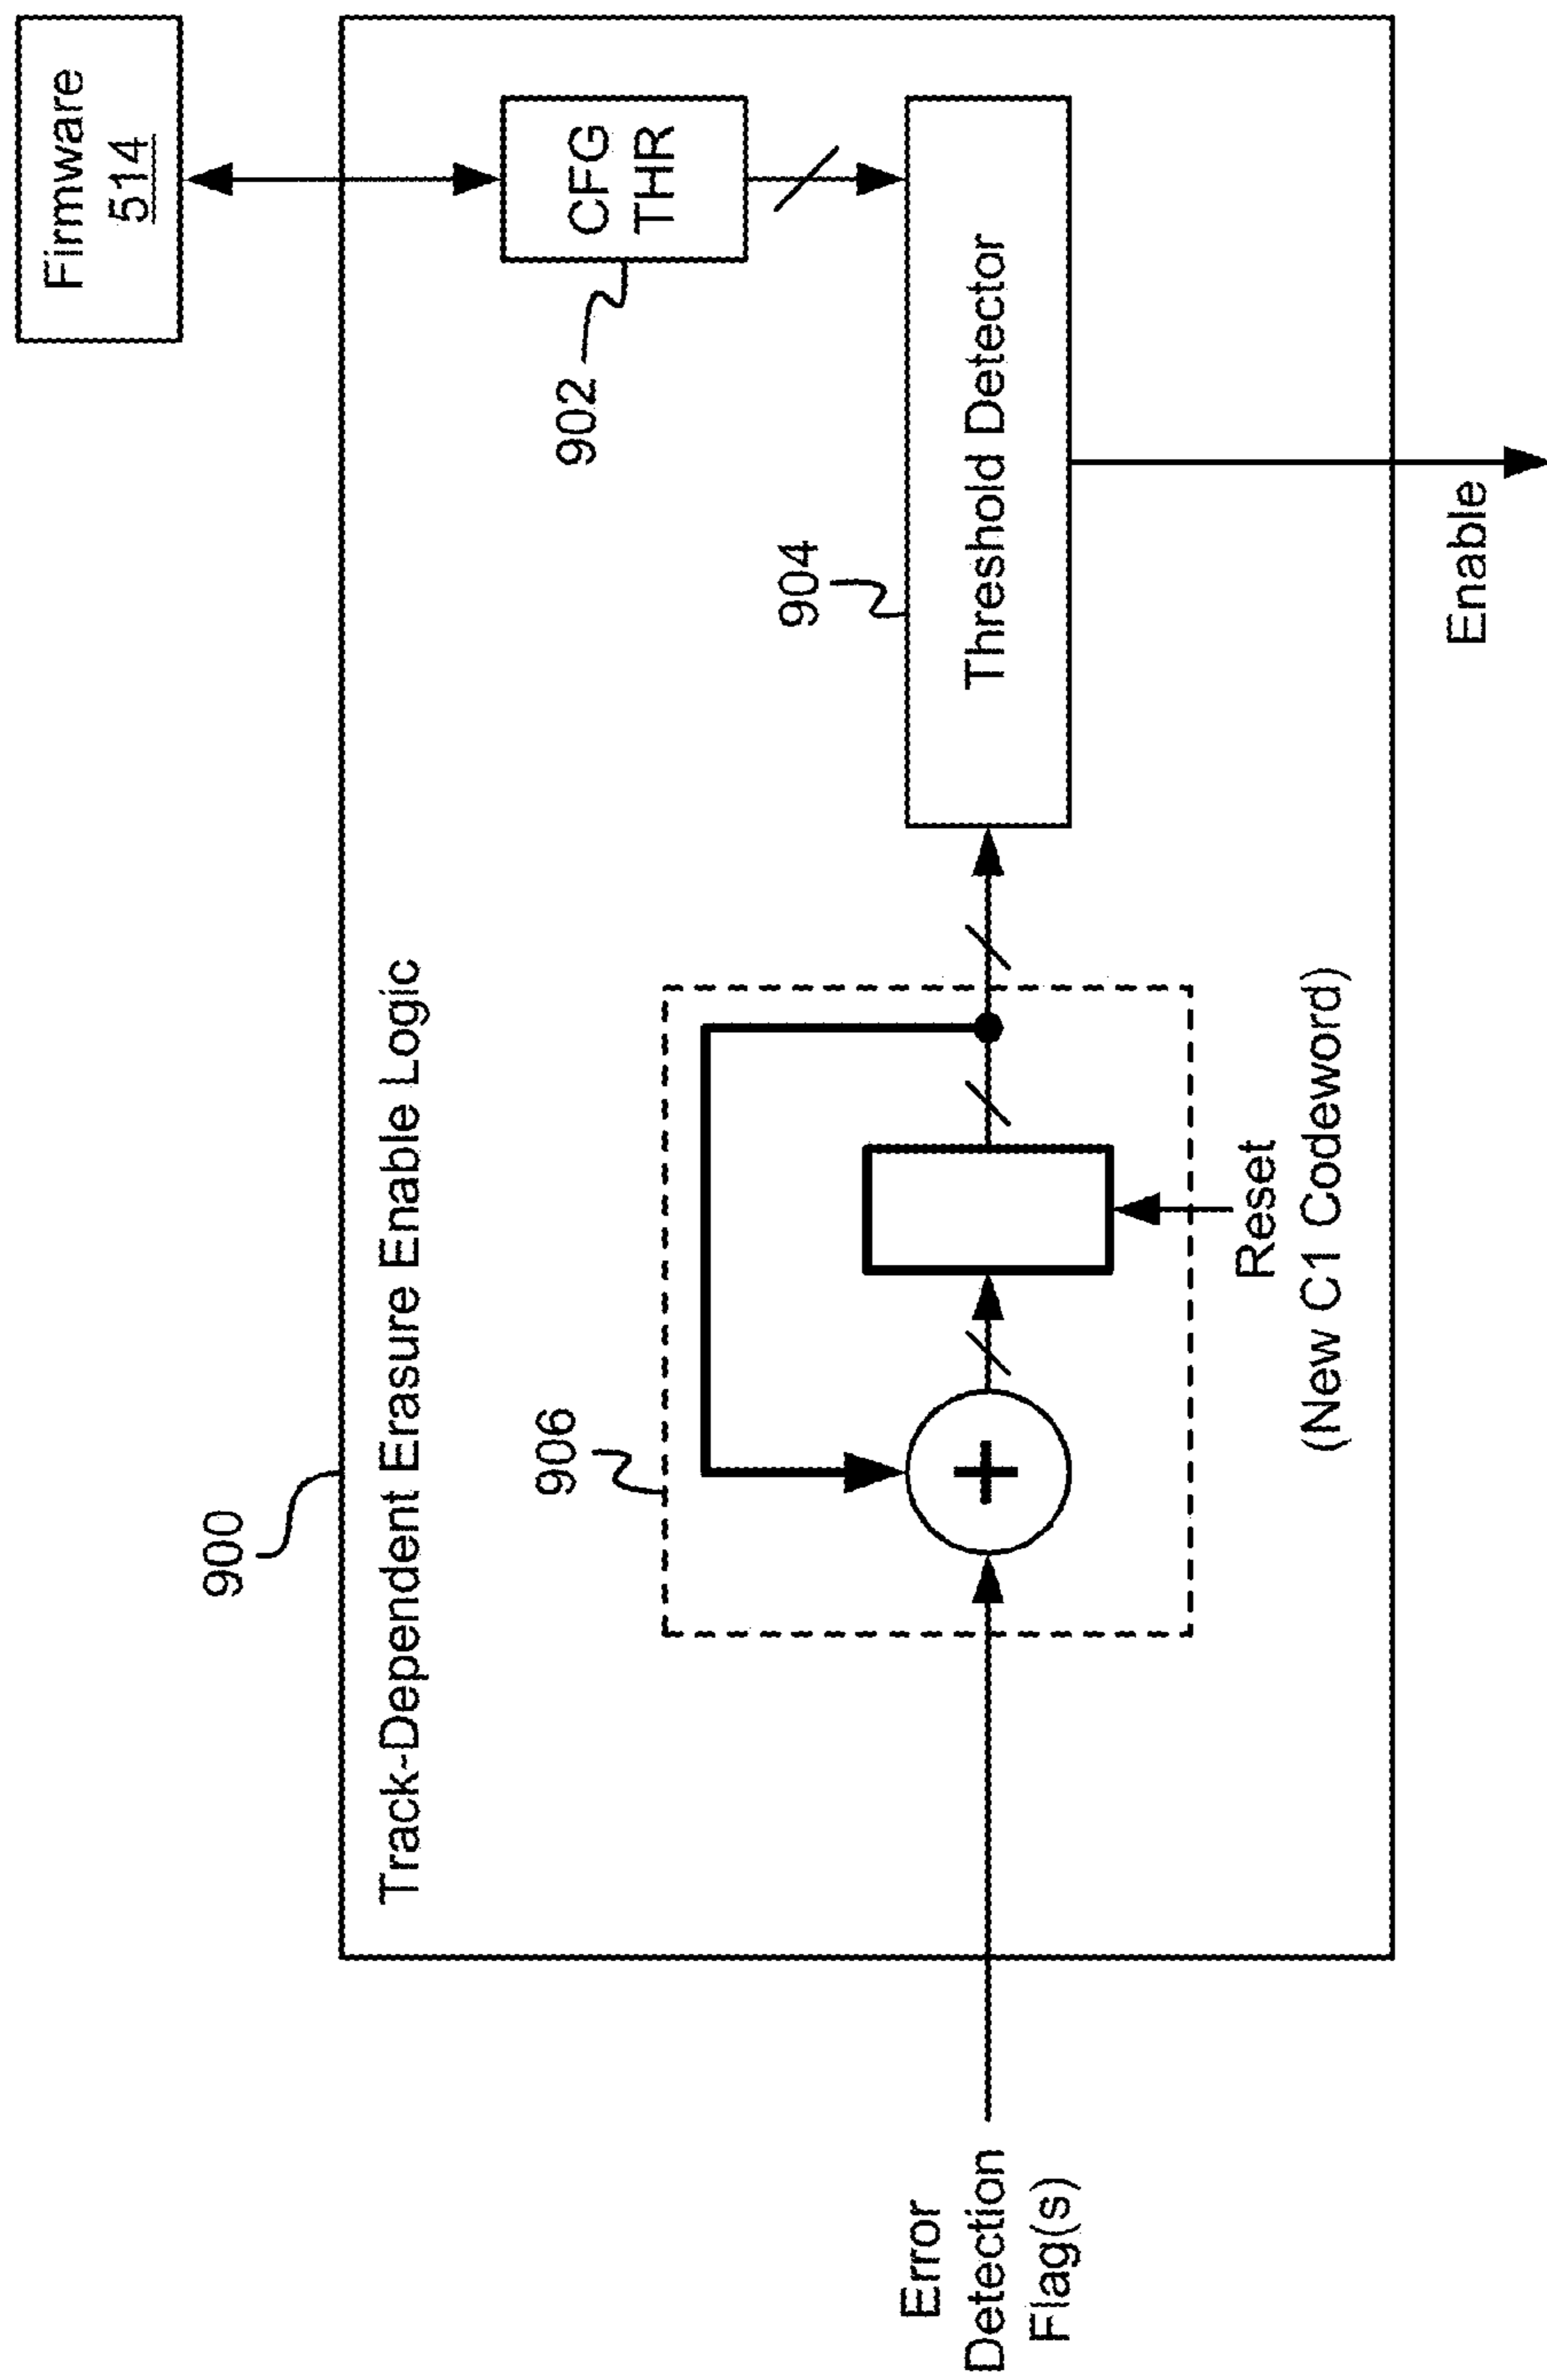 Firmware
514
900
Track-Dependent Erasure Enable Logic
CFG
THR
902
906
904
+
Threshold Detector
Error
Detection
Flag(s)
Reset
(New C1 Codeword)
Enable